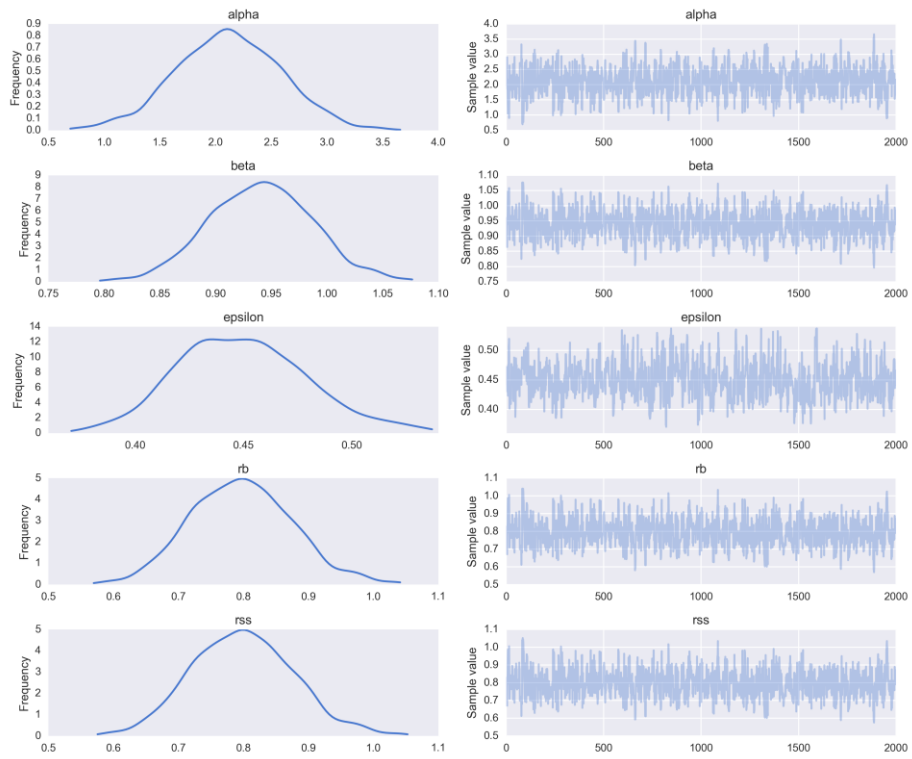 alpha
Frequency
0.9
0.8
0.7
0.6
0.5
0.4
0.3
0.2
0.1
0.0
0.5 1.0 1.5 2.0 2.5 3.0 3.5 4.0
alpha
Sample value
4.0
3.5
3.0
2.5
2.0
1.5
1.0
0.5
0 500 1000 1500 2000
beta
Frequency
9
8
7
6
5
4
3
2
1
0
0.75 0.80 0.85 0.90 0.95 1.00 1.05 1.10
beta
Sample value
1.10
1.05
1.00
0.95
0.90
0.85
0.80
0.75
0 500 1000 1500 2000
epsilon
Frequency
14
12
10
8
6
4
2
0
0.40 0.45 0.50
epsilon
Sample value
0.50
0.45
0.40
0 500 1000 1500 2000
rb
Frequency
5
4
3
2
1
0
0.5 0.6 0.7 0.8 0.9 1.0 1.1
rb
Sample value
1.1
1.0
0.9
0.8
0.7
0.6
0.5
0 500 1000 1500 2000
rss
Frequency
5
4
3
2
1
0
0.5 0.6 0.7 0.8 0.9 1.0 1.1
rss
Sample value
1.1
1.0
0.9
0.8
0.7
0.6
0.5
0 500 1000 1500 2000